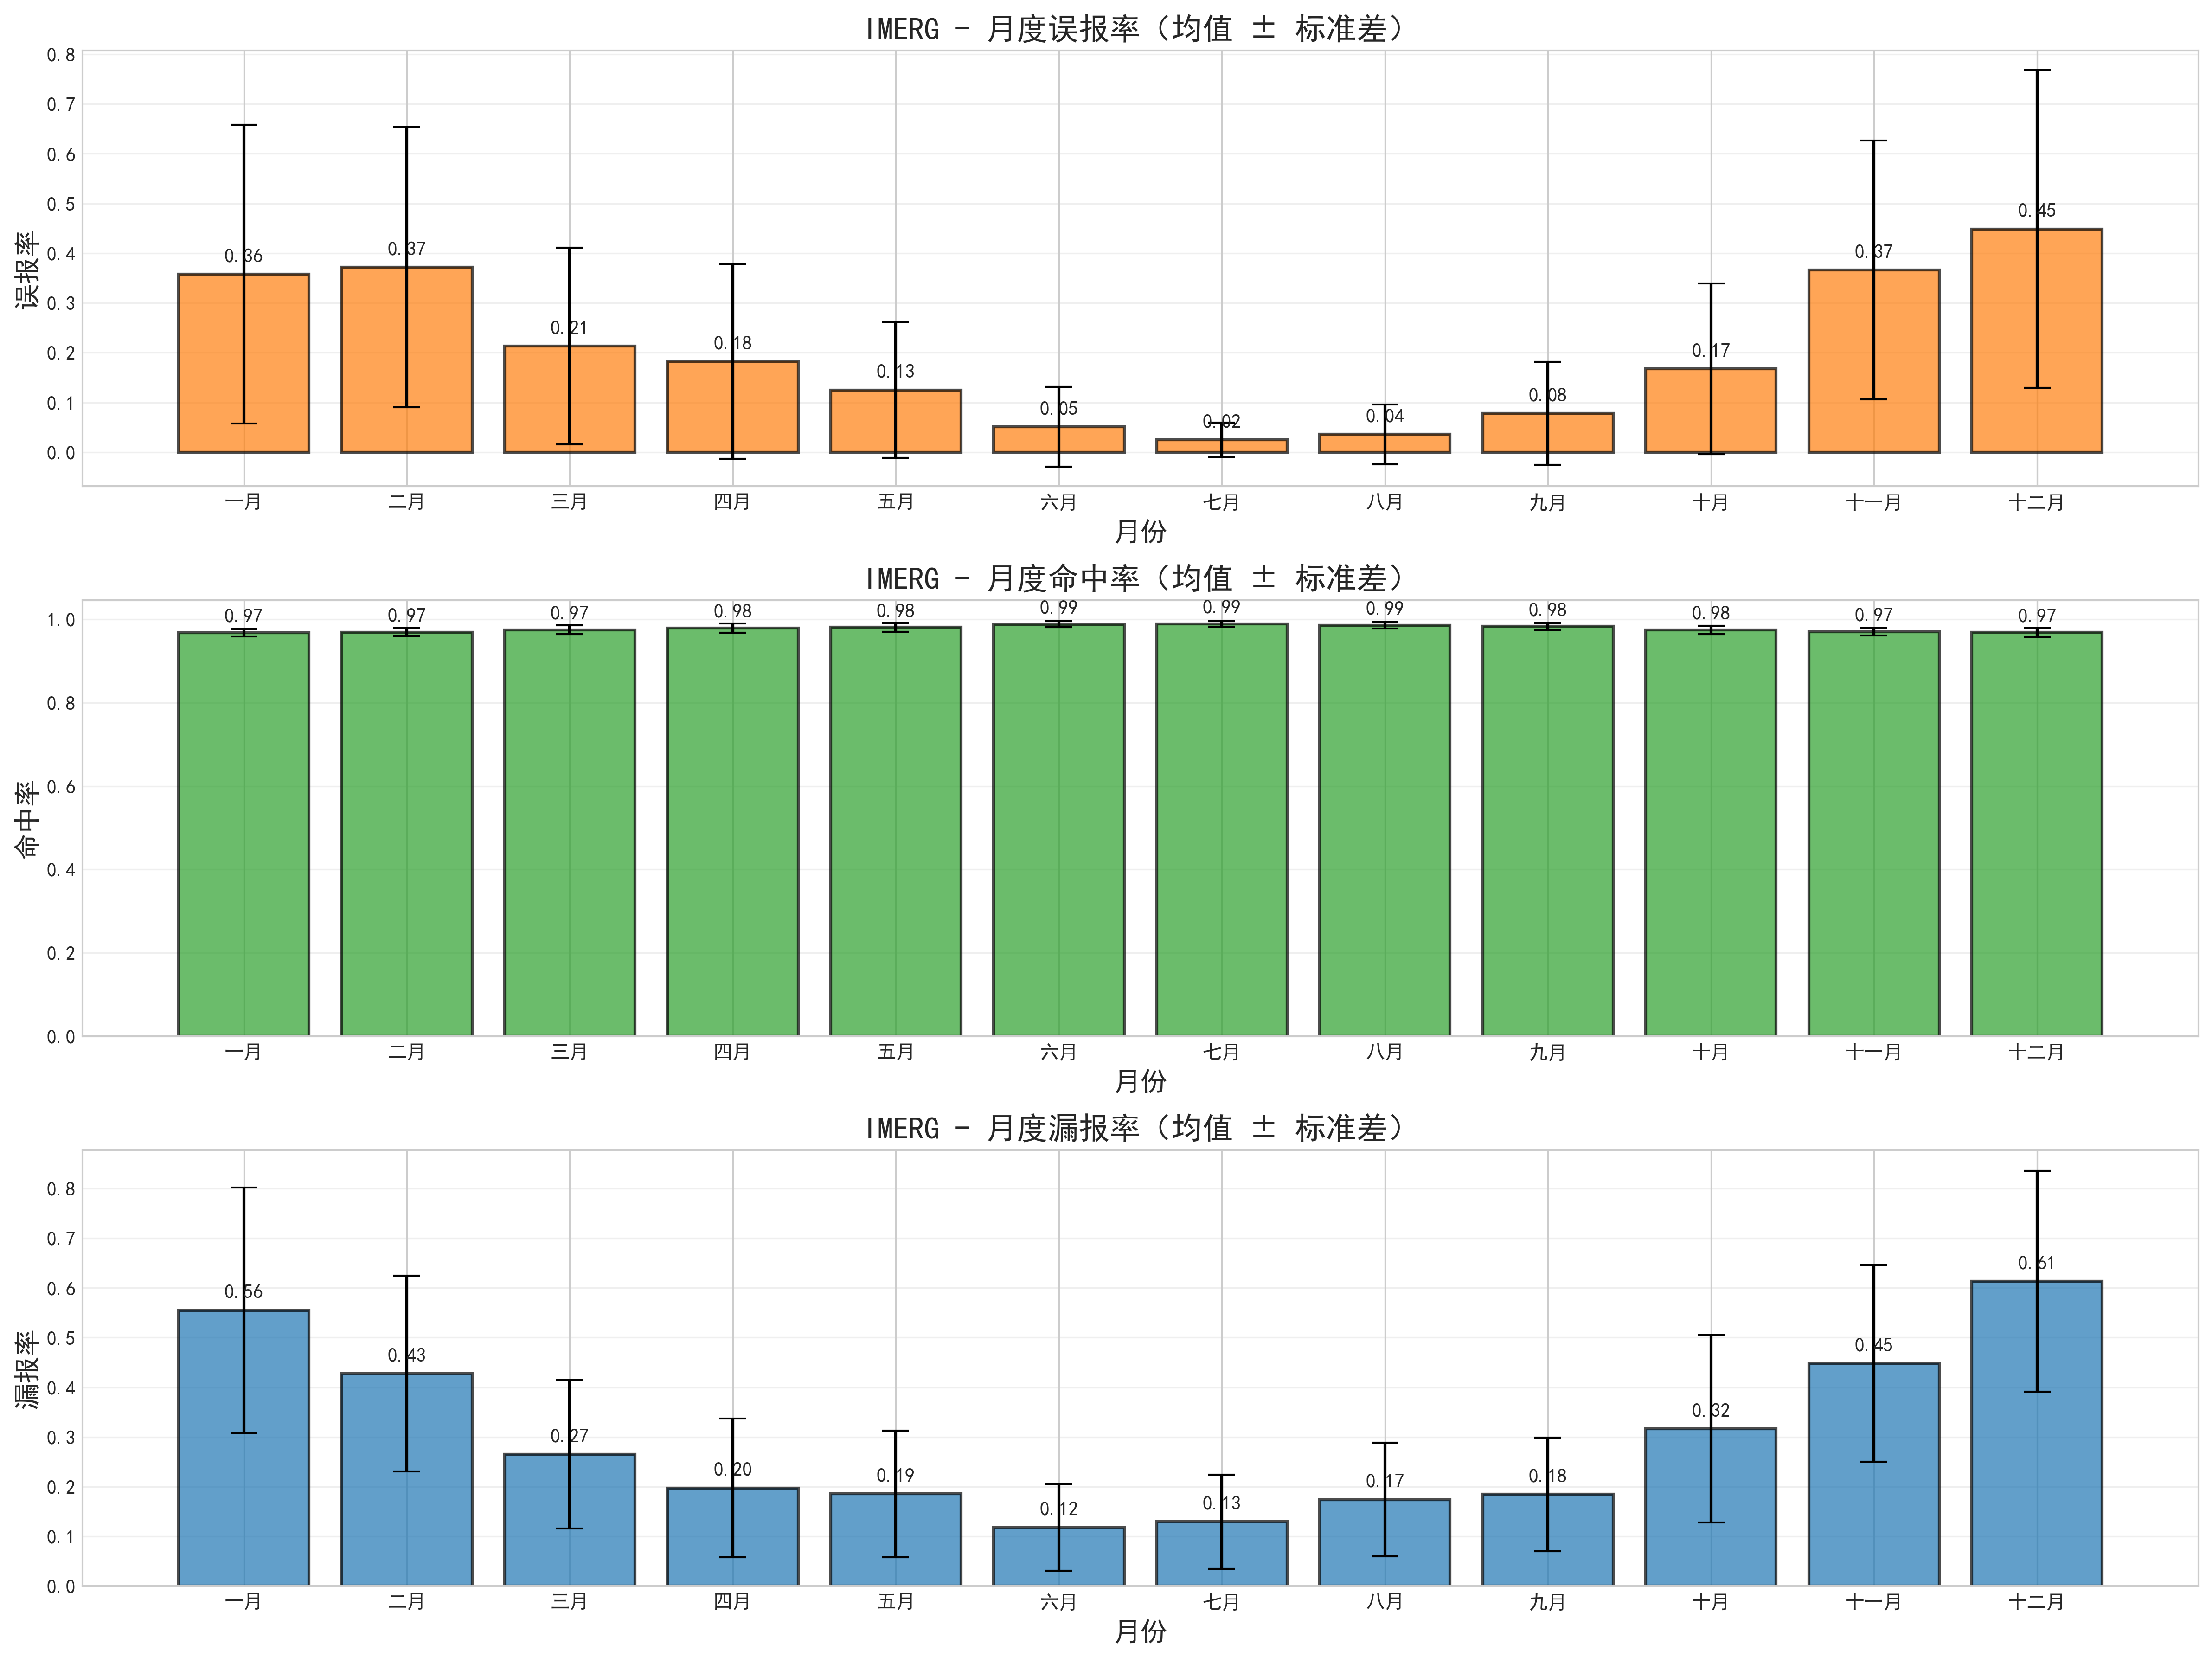 IMERG - 月度误报率（均值 ± 标准差）
误报率
0.8
0.7
0.6
0.5
0.4
0.3
0.2
0.1
0.0
0.36 0.37 0.21 0.18 0.13 0.05 0.02 0.04 0.08 0.17 0.37 0.45
一月 二月 三月 四月 五月 六月 七月 八月 九月 十月 十一月 十二月
月份
IMERG - 月度命中率（均值 ± 标准差）
命中率
1.0
0.8
0.6
0.4
0.2
0.0
0.97 0.97 0.97 0.98 0.98 0.99 0.99 0.99 0.98 0.98 0.97 0.97
一月 二月 三月 四月 五月 六月 七月 八月 九月 十月 十一月 十二月
月份
IMERG - 月度漏报率（均值 ± 标准差）
漏报率
0.8
0.7
0.6
0.5
0.4
0.3
0.2
0.1
0.0
0.56 0.43 0.27 0.20 0.19 0.12 0.13 0.17 0.18 0.32 0.45 0.61
一月 二月 三月 四月 五月 六月 七月 八月 九月 十月 十一月 十二月
月份